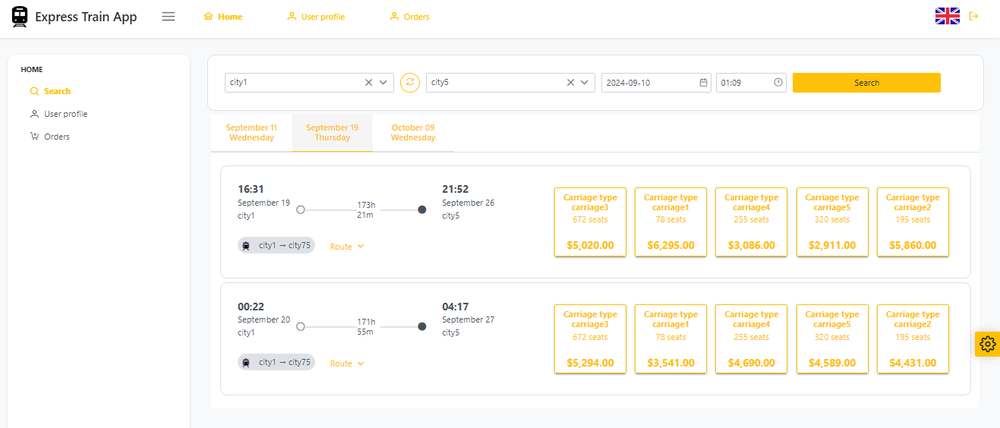 Express Train App
Home
User profile
Orders
HOME
Search
User profile
Orders
city1
city5
2024-09-10
01:09
Search
September 11
Wednesday
September 19
Thursday
October 09
Wednesday
16:31
September 19
city1
173h
21m
21:52
September 26
city5
city1 → city75
Route
Carriage type
carriage3
672 seats
$5,020.00
Carriage type
carriage1
78 seats
$6,295.00
Carriage type
carriage4
255 seats
$3,086.00
Carriage type
carriage5
320 seats
$2,911.00
Carriage type
carriage2
195 seats
$5,860.00
00:22
September 20
city1
171h
55m
04:17
September 27
city5
city1 → city75
Route
Carriage type
carriage3
672 seats
$5,294.00
Carriage type
carriage1
78 seats
$3,541.00
Carriage type
carriage4
255 seats
$4,690.00
Carriage type
carriage5
320 seats
$4,589.00
Carriage type
carriage2
195 seats
$4,431.00